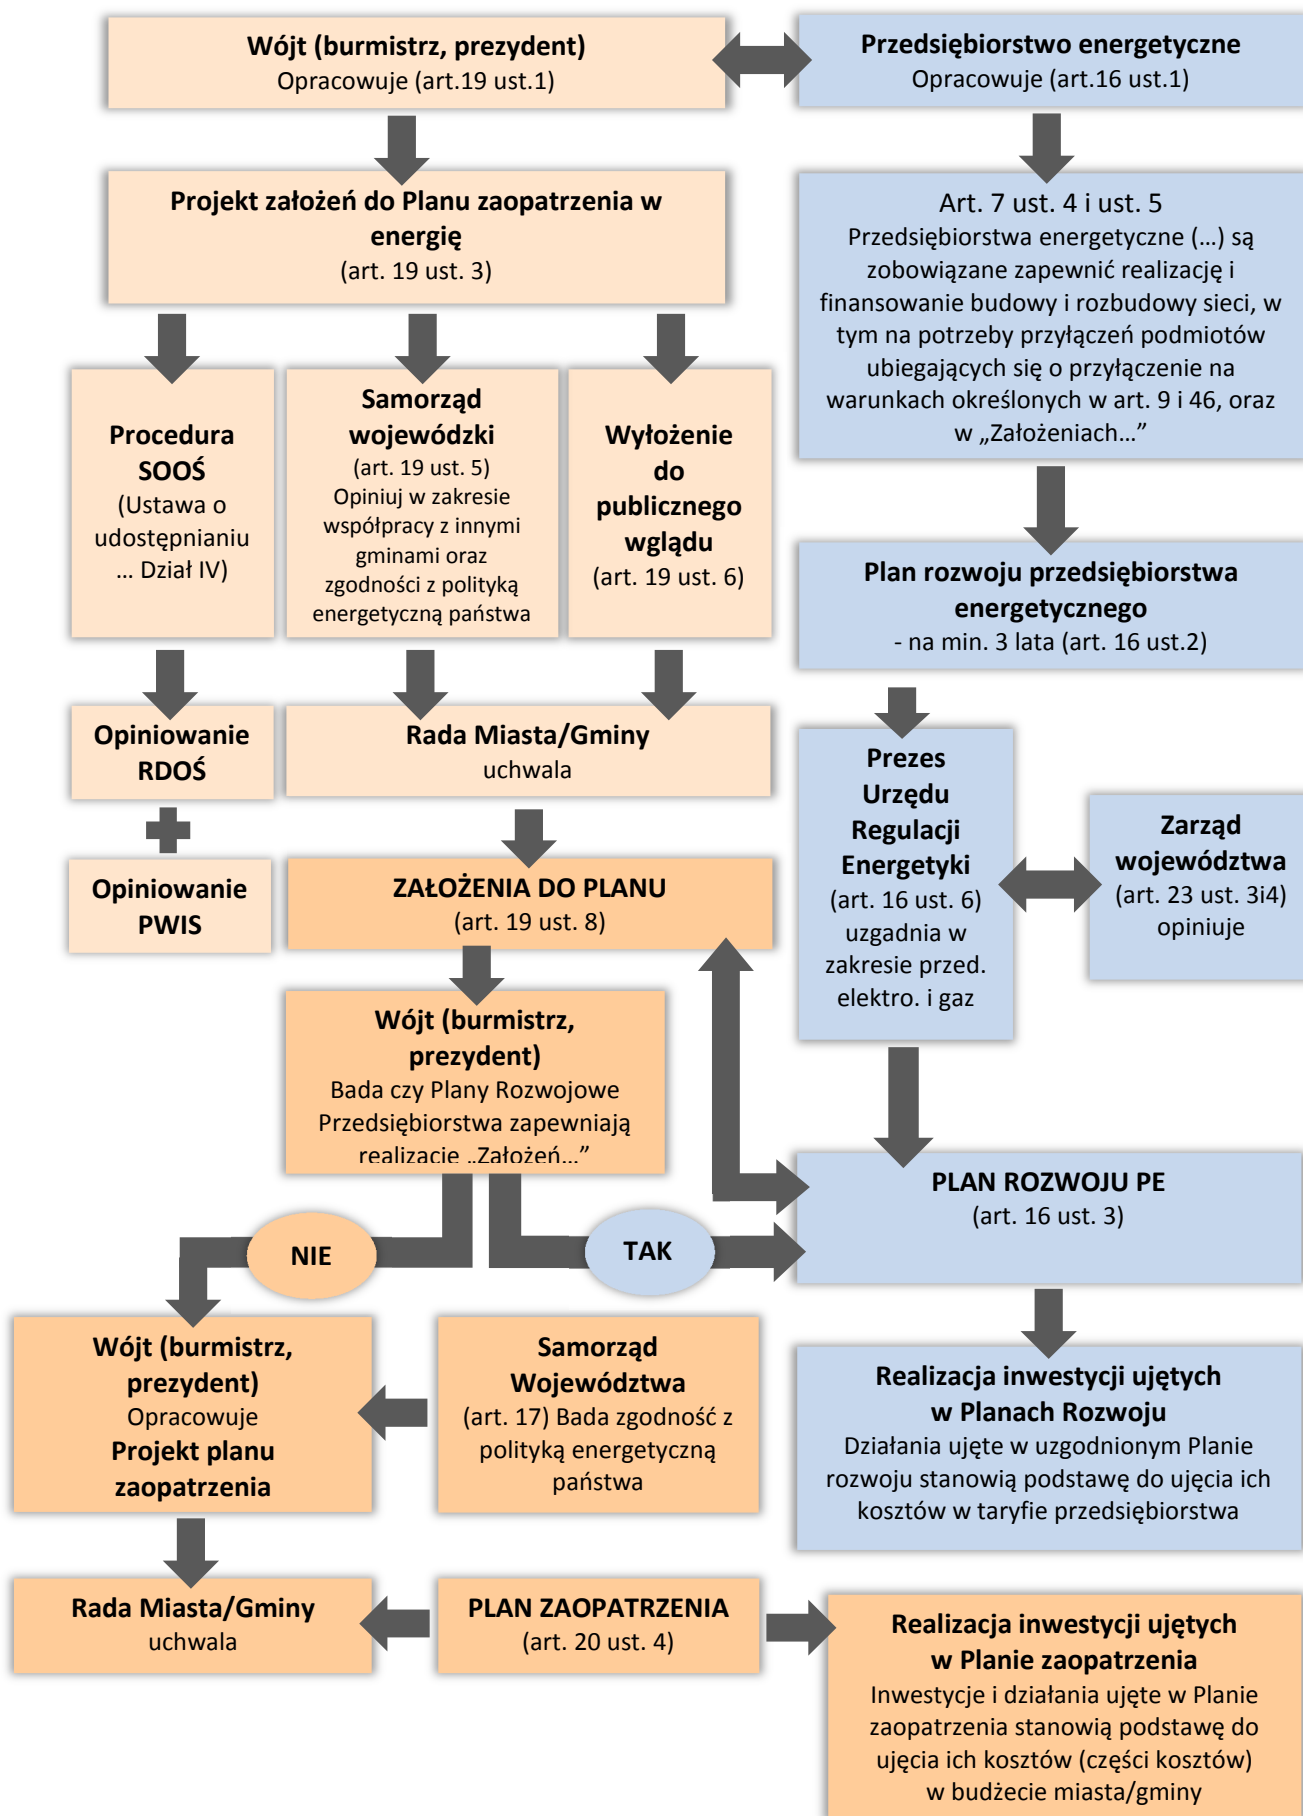 Wójt (burmistrz, prezydent)
Opracowuje (art.19 ust.1)
Przedsiębiorstwo energetyczne
Opracowuje (art.16 ust.1)
Projekt założeń do Planu zaopatrzenia w
energię
(art. 19 ust. 3)
Art. 7 ust. 4 i ust. 5
Przedsiębiorstwa energetyczne (…) są
zobowiązane zapewnić realizację i
finansowanie budowy i rozbudowy sieci, w
tym na potrzeby przyłączeń podmiotów
ubiegających się o przyłączenie na
warunkach określonych w art. 9 i 46, oraz
w „Założeniach…”
Procedura
SOOŚ
(Ustawa o
udostępnianiu
… Dział IV)
Samorząd
wojewódzki
(art. 19 ust. 5)
Opiniuj w zakresie
współpracy z innymi
gminami oraz
zgodności z polityką
energetyczną państwa
Wyłożenie
do
publicznego
wglądu
(art. 19 ust. 6)
Plan rozwoju przedsiębiorstwa
energetycznego
- na min. 3 lata (art. 16 ust.2)
Opiniowanie
RDOŚ
Rada Miasta/Gminy
uchwala
Prezes
Urzędu
Regulacji
Energetyki
(art. 16 ust. 6)
uzgadnia w
zakresie przed.
elektro. i gaz
Zarząd
województwa
(art. 23 ust. 3i4)
opiniuje
Opiniowanie
PWIS
ZAŁOŻENIA DO PLANU
(art. 19 ust. 8)
Wójt (burmistrz,
prezydent)
Bada czy Plany Rozwojowe
Przedsiębiorstwa zapewniają
realizację „Założeń…”
PLAN ROZWOJU PE
(art. 16 ust. 3)
NIE
TAK
Wójt (burmistrz,
prezydent)
Opracowuje
Projekt planu
zaopatrzenia
Samorząd
Województwa
(art. 17) Bada zgodność z
polityką energetyczną
państwa
Realizacja inwestycji ujętych
w Planach Rozwoju
Działania ujęte w uzgodnionym Planie
rozwoju stanowią podstawę do ujęcia ich
kosztów w taryfie przedsiębiorstwa
Rada Miasta/Gminy
uchwala
PLAN ZAOPATRZENIA
(art. 20 ust. 4)
Realizacja inwestycji ujętych
w Planie zaopatrzenia
Inwestycje i działania ujęte w Planie
zaopatrzenia stanowią podstawę do
ujęcia ich kosztów (części kosztów)
w budżecie miasta/gminy